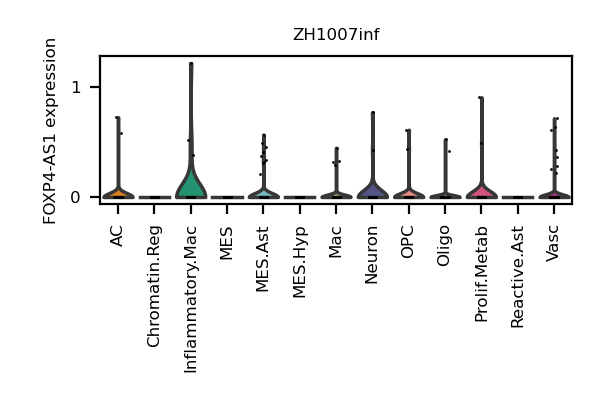 ZH1007inf
FOXP4-AS1 expression
1
0
AC
Chromatin.Reg
Inflammatory.Mac
MES
MES.Ast
MES.Hyp
Mac
Neuron
OPC
Oligo
Prolif.Metab
Reactive.Ast
Vasc